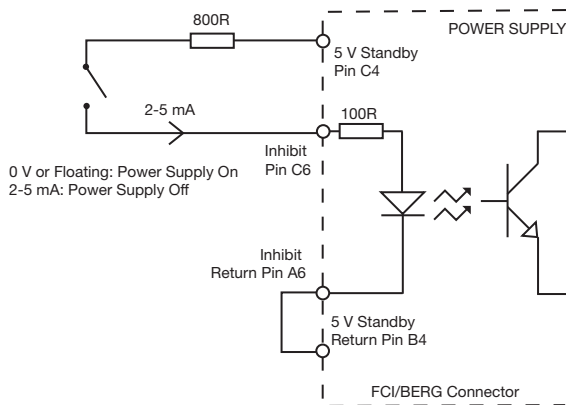 800R
POWER SUPPLY
5 V Standby
Pin C4
2-5 mA
100R
Inhibit
Pin C6
0 V or Floating: Power Supply On
2-5 mA: Power Supply Off
Inhibit
Return Pin A6
5 V Standby
Return Pin B4
FCI/BERG Connector